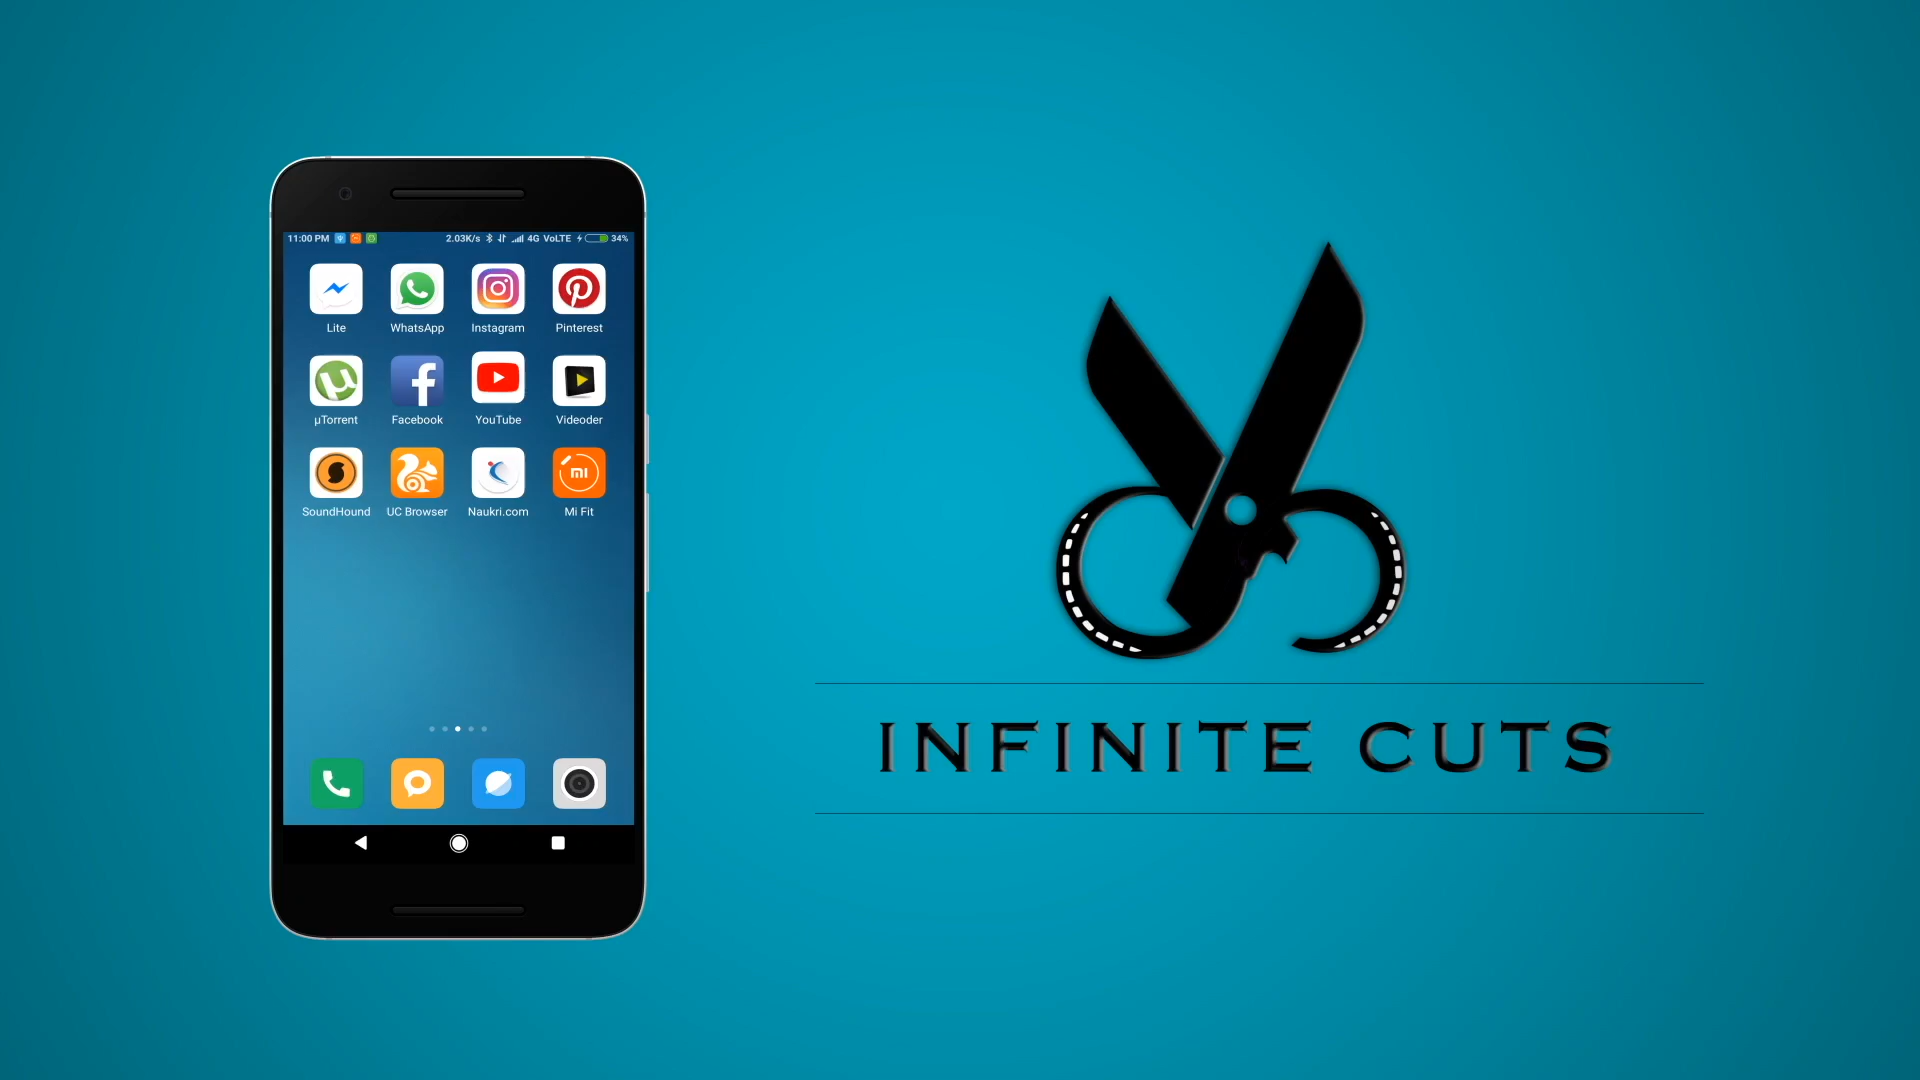 11:00 PM 2.03K/s 4G VoLTE 34%
Lite WhatsApp Instagram Pinterest
µTorrent Facebook YouTube Videoder
SoundHound UC Browser Naukri.com Mi Fit
INFINITE CUTS